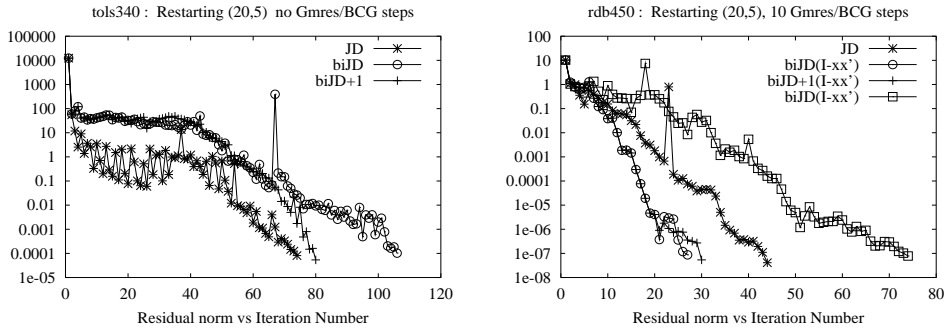 tols340 : Restarting (20,5) no Gmres/BCG steps
100000
10000
1000
100
10
1
0.1
0.01
0.001
0.0001
1e-05
0 20 40 60 80 100 120
Residual norm vs Iteration Number
JD
biJD
biJD+1
rdb450 : Restarting (20,5), 10 Gmres/BCG steps
100
10
1
0.1
0.01
0.001
0.0001
1e-05
1e-06
1e-07
1e-08
0 10 20 30 40 50 60 70 80
Residual norm vs Iteration Number
JD
biJD(I-xx')
biJD+1(I-xx')
biJD(I-xx')